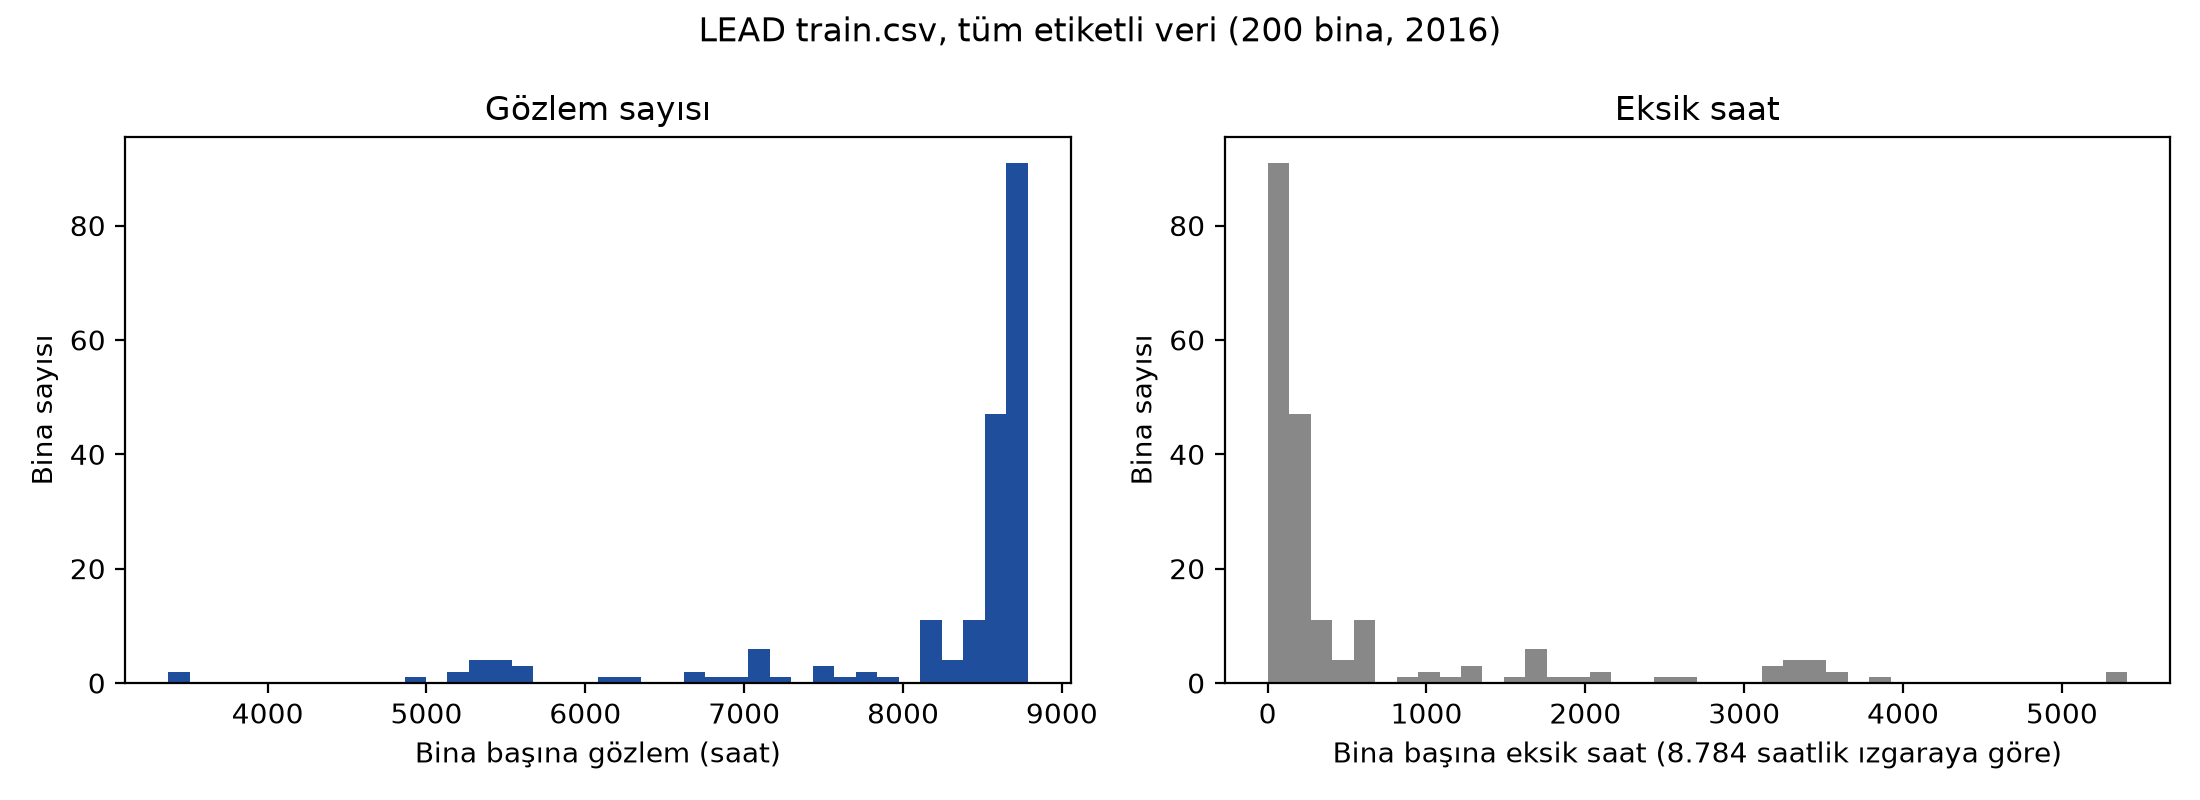 LEAD train.csv, tüm etiketli veri (200 bina, 2016)
Gözlem sayısı
Bina sayısı
80
60
40
20
0
4000 5000 6000 7000 8000 9000
Bina başına gözlem (saat)
Eksik saat
Bina sayısı
80
60
40
20
0
0 1000 2000 3000 4000 5000
Bina başına eksik saat (8.784 saatlik ızgaraya göre)